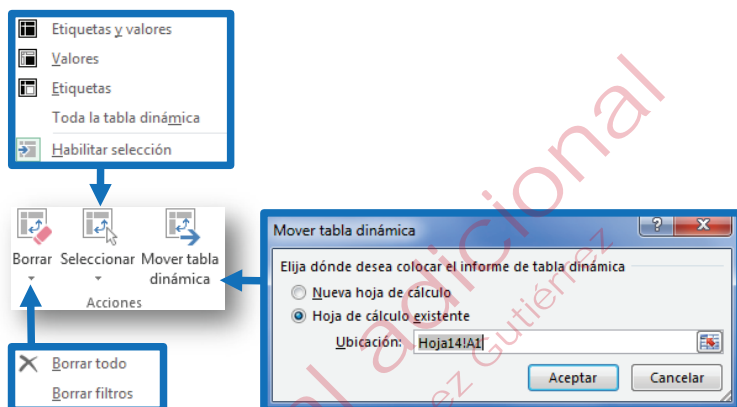 Etiquetas y valores
Valores
Etiquetas
Toda la tabla dinámica
Habilitar selección
Borrar Seleccionar Mover tabla dinámica
Acciones
Borrar todo
Borrar filtros
Mover tabla dinámica
Elija dónde desea colocar el informe de tabla dinámica
Nueva hoja de cálculo
Hoja de cálculo existente
Ubicación: Hoja14!A1
Aceptar Cancelar
adicional
Gutiérrez